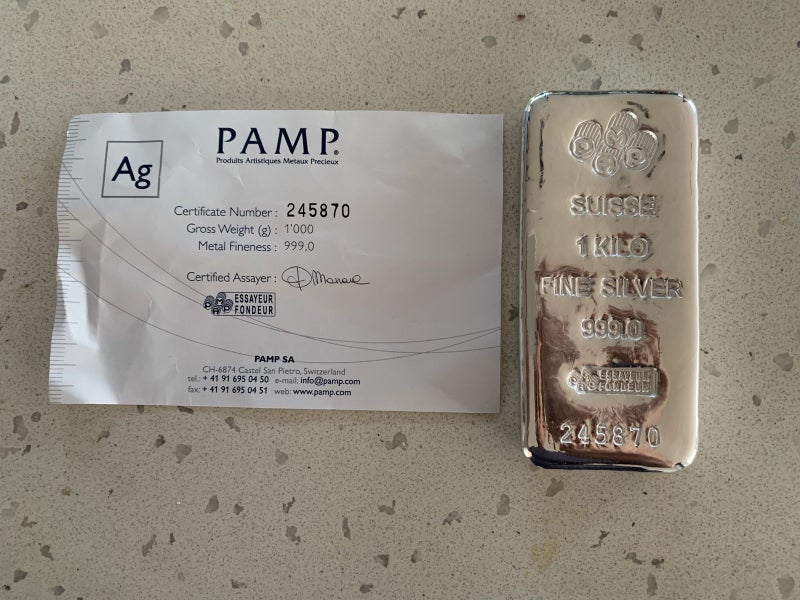 Ag
PAMP®
Produits Artistiques Metaux Precieux
Certificate Number : 245870
Gross Weight (g) : 1'000
Metal Fineness : 999,0
Certified Assayer :
PAMP ESSAYEUR
FONDEUR
PAMP SA
CH-6874 Castel San Pietro, Switzerland
tel.: + 41 91 695 04 50 e-mail: info@pamp.com
fax: + 41 91 695 04 51 web: www.pamp.com
PAMP
SUISSE
1 KILO
FINE SILVER
999.0
ESSAYEUR
FONDEUR
245870